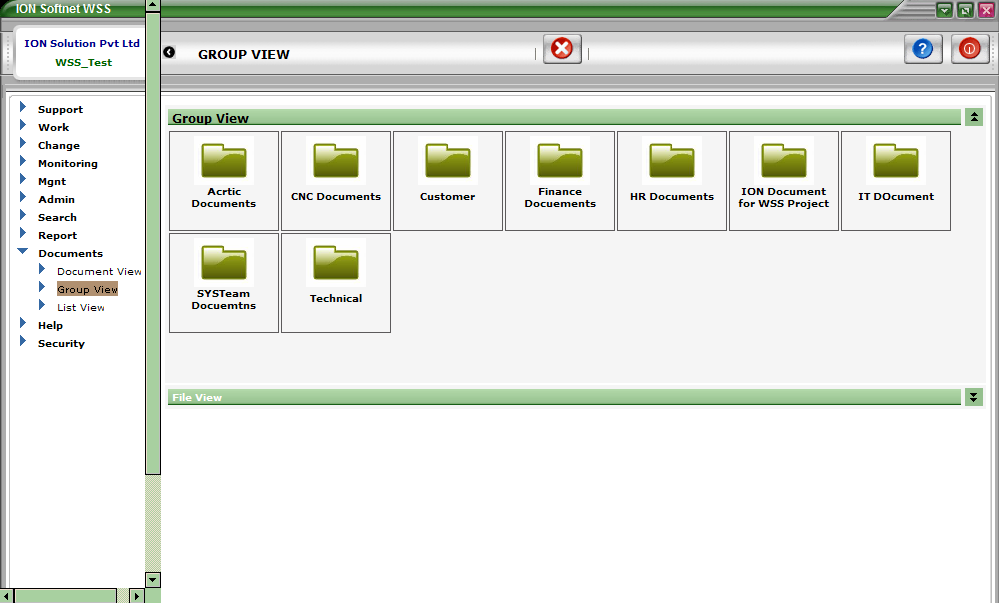 ION Softnet WSS
ION Solution Pvt Ltd
WSS_Test
GROUP VIEW
Support
Work
Change
Monitoring
Mgnt
Admin
Search
Report
Documents
Document View
Group View
List View
Help
Security
Group View
Acrtic
Documents
CNC Documents
Customer
Finance
Docuements
HR Documents
ION Document
for WSS Project
IT DOcument
SYSTeam
Docuemtns
Technical
File View